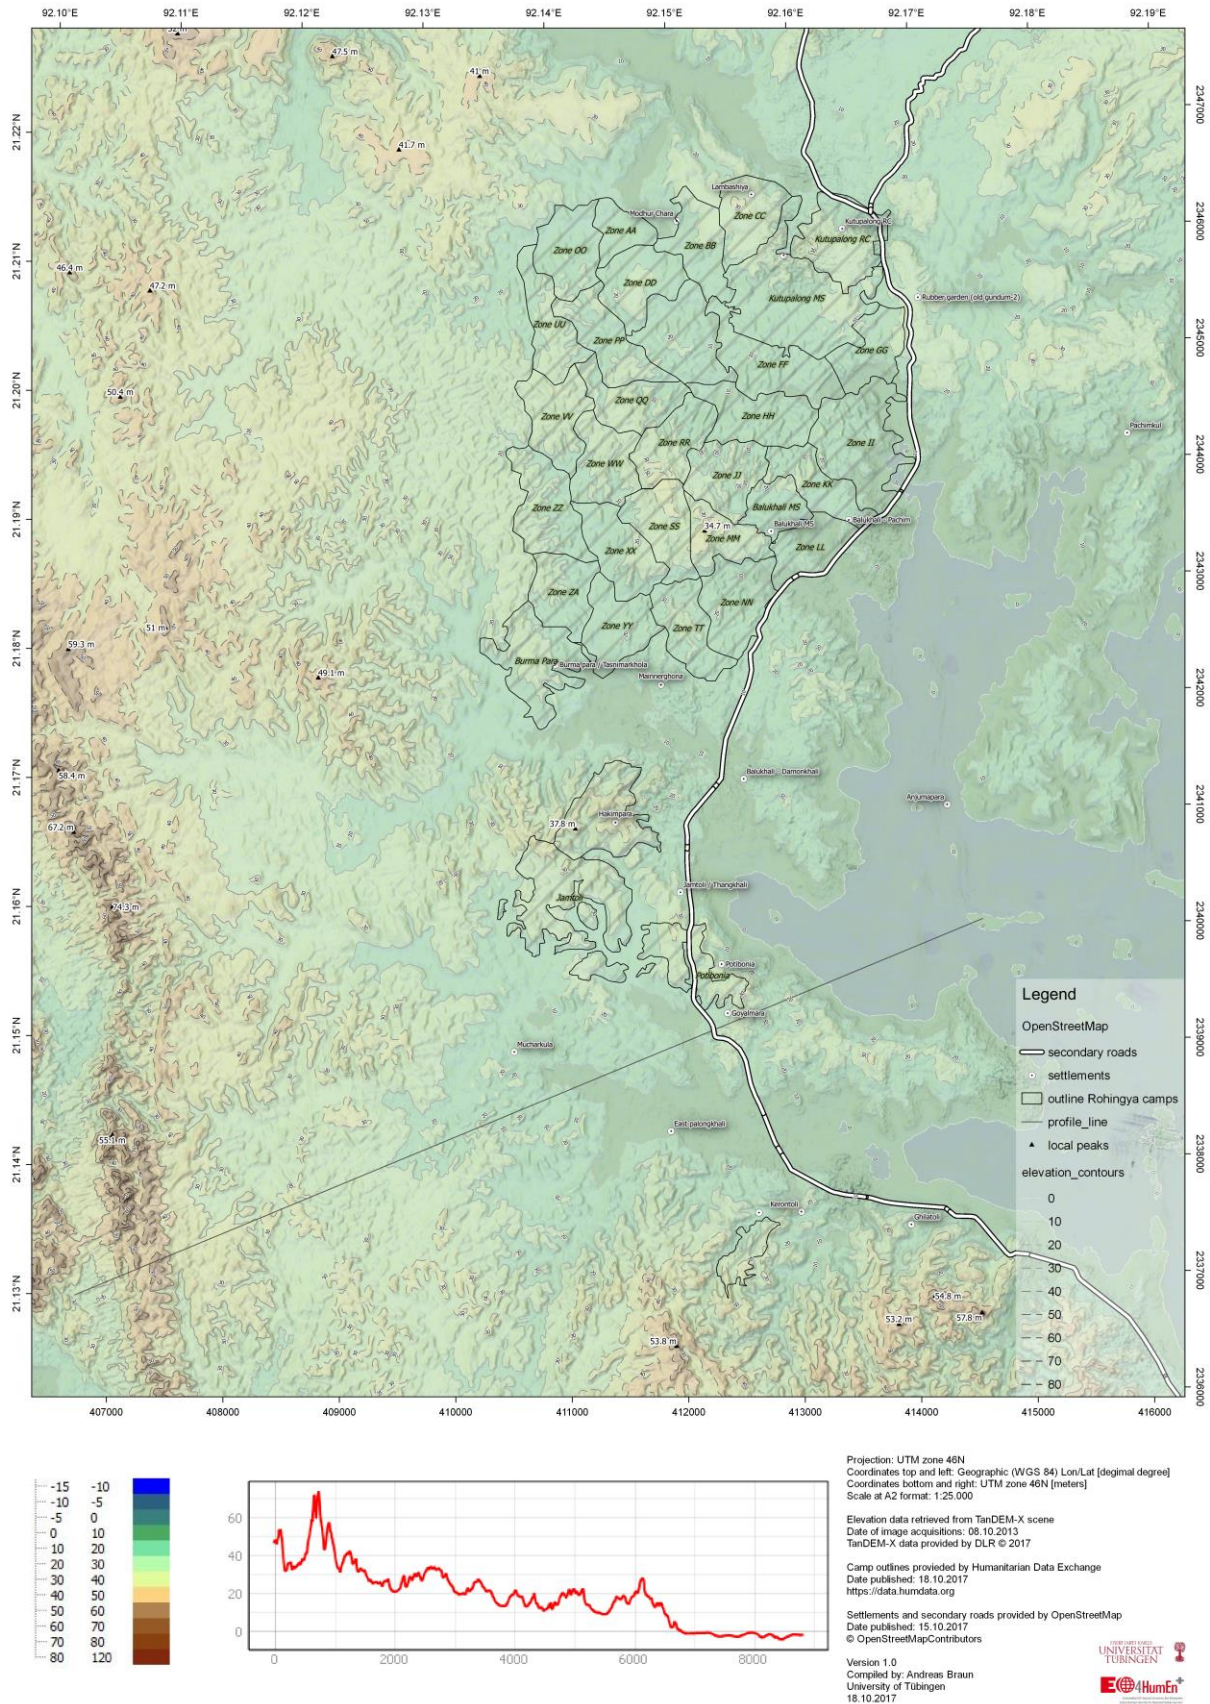 92.10°E 92.11°E 92.12°E 92.13°E 92.14°E 92.15°E 92.16°E 92.17°E 92.18°E 92.19°E
47.5 m
41 m
2347000
21.22°N
41.7 m
Lambashiya
Modhur Chara
Zone CC
2346000
Kutupalong RC
Zone AA
Zone OO
Zone BB
Kutupalong RC
21.21°N
46.4 m
47.2 m
Zone DD
Kutupalong MS
Rubber garden (old gundum-2)
Zone UU
Zone PP
2345000
Zone GG
Zone FF
21.20°N
50.4 m
Zone QQ
Zone VV
Zone HH
Pachimkul
Zone RR
Zone II
2344000
Zone WW
Zone JJ
Zone KK
Zone ZZ
Balukhali MS
21.19°N
Zone SS
34.7 m
Balukhali MS
Balukhali - Pachim
Zone MM
Zone XX
Zone LL
2343000
Zone ZA
Zone NN
Zone YY
Zone TT
51 m
21.18°N
59.3 m
Burma Para
Burma para / Tasnimarkhola
49.1 m
Mainnerghona
2342000
21.17°N
58.4 m
Balukhali - Damonkhali
Anjumapara
2341000
67.2 m
37.8 m
Hakimpara
Jamtoli
Jamtoli / Thangkhali
21.16°N
74.3 m
2340000
Potibonia
Potibonia
Goyalmara
21.15°N
2339000
Mucharkula
55.1 m
East palongkhali
21.14°N
2338000
Kerontoli
Ghilatoli
2337000
21.13°N
54.8 m
57.8 m
53.2 m
53.8 m
2336000
Legend
OpenStreetMap
secondary roads
settlements
outline Rohingya camps
profile_line
local peaks
elevation_contours
0
10
20
30
40
50
60
70
80
407000 408000 409000 410000 411000 412000 413000 414000 415000 416000
-15 -10
-10 -5
-5 0
0 10
10 20
20 30
30 40
40 50
50 60
60 70
70 80
80 120
60
40
20
0
0 2000 4000 6000 8000
Projection: UTM zone 46N
Coordinates top and left: Geographic (WGS 84) Lon/Lat [degimal degree]
Coordinates bottom and right: UTM zone 46N [meters]
Scale at A2 format: 1:25.000
Elevation data retrieved from TanDEM-X scene
Date of image acquisitions: 08.10.2013
TanDEM-X data provided by DLR © 2017
Camp outlines provided by Humanitarian Data Exchange
Date published: 18.10.2017
https://data.humdata.org
Settlements and secondary roads provided by OpenStreetMap
Date published: 15.10.2017
© OpenStreetMapContributors
Version 1.0
Compiled by: Andreas Braun
University of Tübingen
18.10.2017
EBERHARD KARLS
UNIVERSITÄT
TÜBINGEN
EO4HumEn+